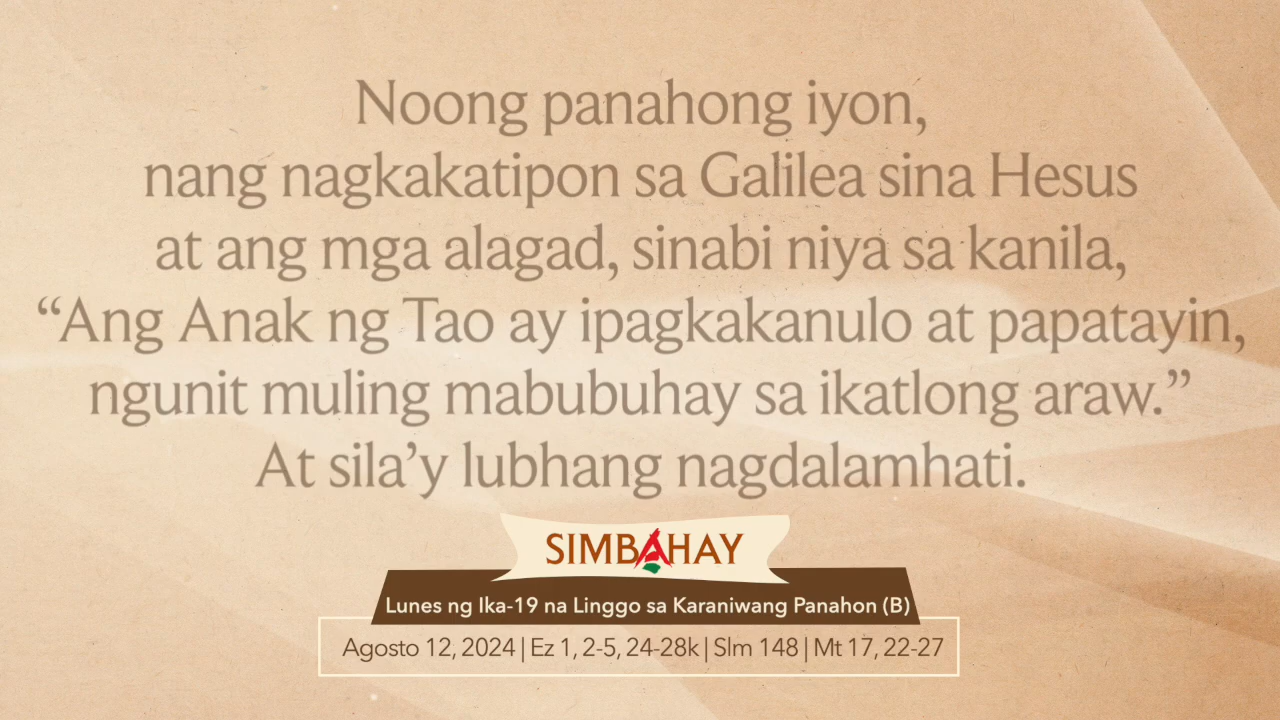 Noong panahong iyon,
nang nagkakatipon sa Galilea sina Hesus
at ang mga alagad, sinabi niya sa kanila,
“Ang Anak ng Tao ay ipagkakanulo at papatayin,
ngunit muling mabubuhay sa ikatlong araw.”
At sila’y lubhang nagdalamhati.
SIMBAHAY
Lunes ng Ika-19 na Linggo sa Karaniwang Panahon (B)
Agosto 12, 2024 | Ez 1, 2-5, 24-28k | Slm 148 | Mt 17, 22-27